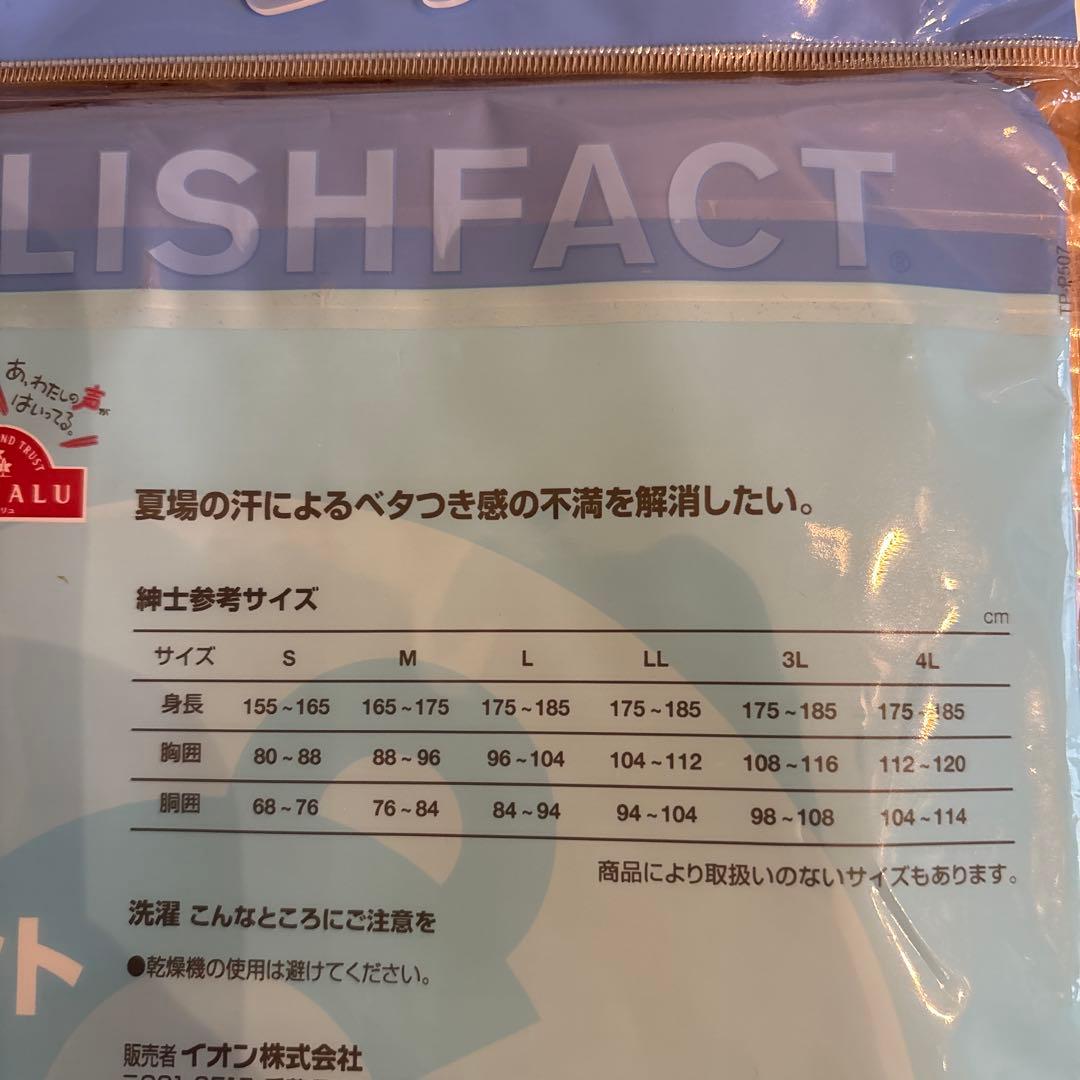 LISHFACT®
TP-P507
あ、わたしの声が
はいってる。
ND TRUST
ALU
リュ
夏場の汗によるベタつき感の不満を解消したい。
紳士参考サイズ
cm
サイズ S M L LL 3L 4L
身長 155~165 165~175 175~185 175~185 175~185 175~185
胸囲 80~88 88~96 96~104 104~112 108~116 112~120
胴囲 68~76 76~84 84~94 94~104 98~108 104~114
商品により取扱いのないサイズもあります。
洗濯 こんなところにご注意を
●乾燥機の使用は避けてください。
ト
販売者 イオン株式会社